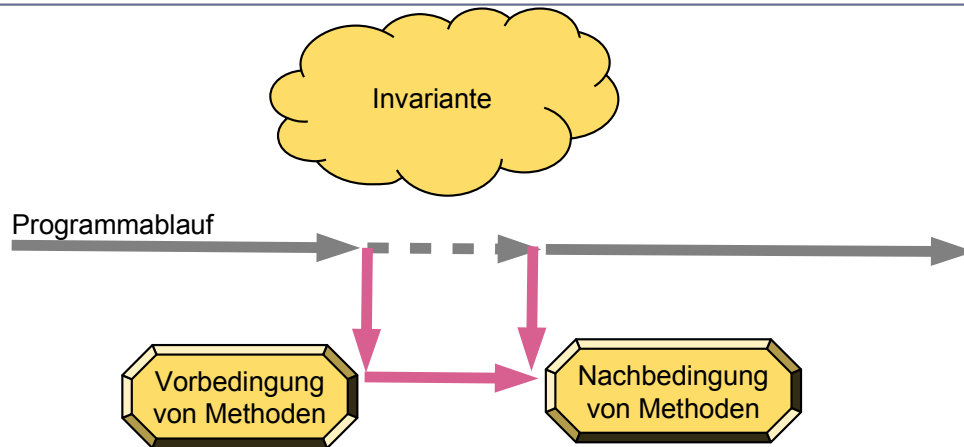 Invariante
Programmablauf
Vorbedingung
von Methoden
Nachbedingung
von Methoden